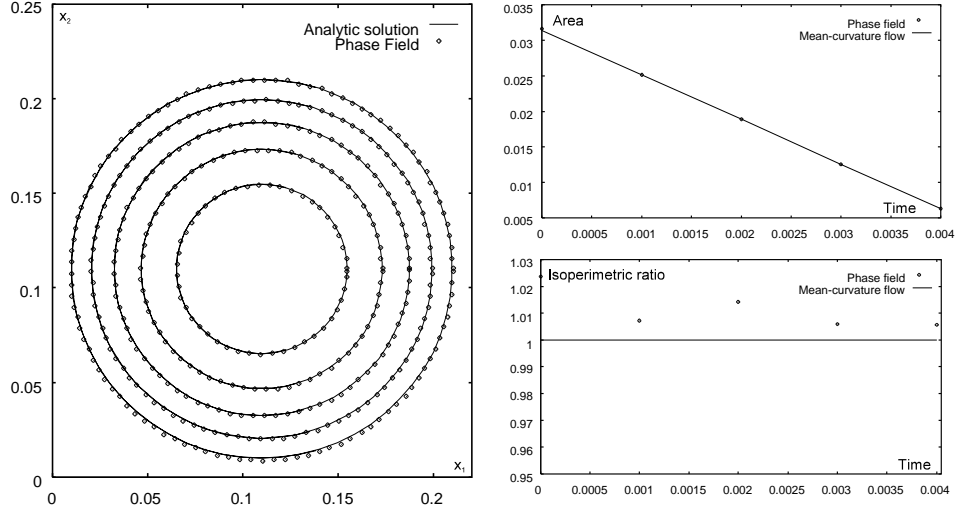 x₂
Analytic solution
Phase Field
0.25
0.2
0.15
0.1
0.05
0
x₁
0 0.05 0.1 0.15 0.2
Area
Phase field
Mean-curvature flow
0.035
0.03
0.025
0.02
0.015
0.01
0.005
Time
0 0.0005 0.001 0.0015 0.002 0.0025 0.003 0.0035 0.004
Isoperimetric ratio
Phase field
Mean-curvature flow
1.03
1.02
1.01
1
0.99
0.98
0.97
0.96
0.95
Time
0 0.0005 0.001 0.0015 0.002 0.0025 0.003 0.0035 0.004